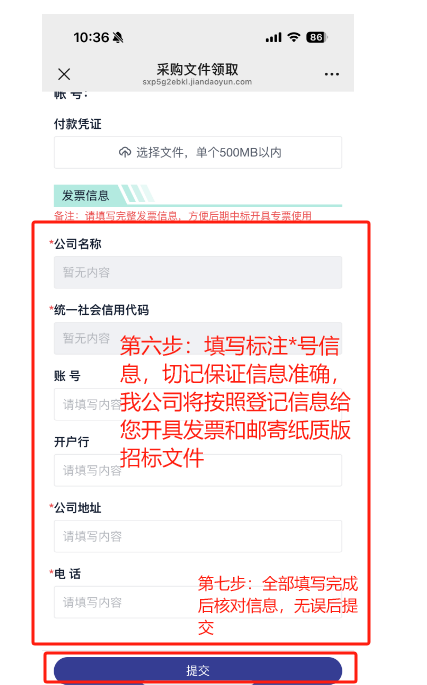 10:36
86
采购文件领取
sxp5g2ebkl.jiandaoyun.com
帐 号：
付款凭证
选择文件，单个500MB以内
发票信息
备注：请填写完整发票信息，方便后期中标开具专票使用
*公司名称
暂无内容
*统一社会信用代码
暂无内容
第六步：填写标注*号信
息，切记保证信息准确，
我公司将按照登记信息给
您开具发票和邮寄纸质版
招标文件
账 号
请填写内容
开户行
请填写内容
*公司地址
请填写内容
*电 话
请填写内容
第七步：全部填写完成
后核对信息，无误后提
交
提交